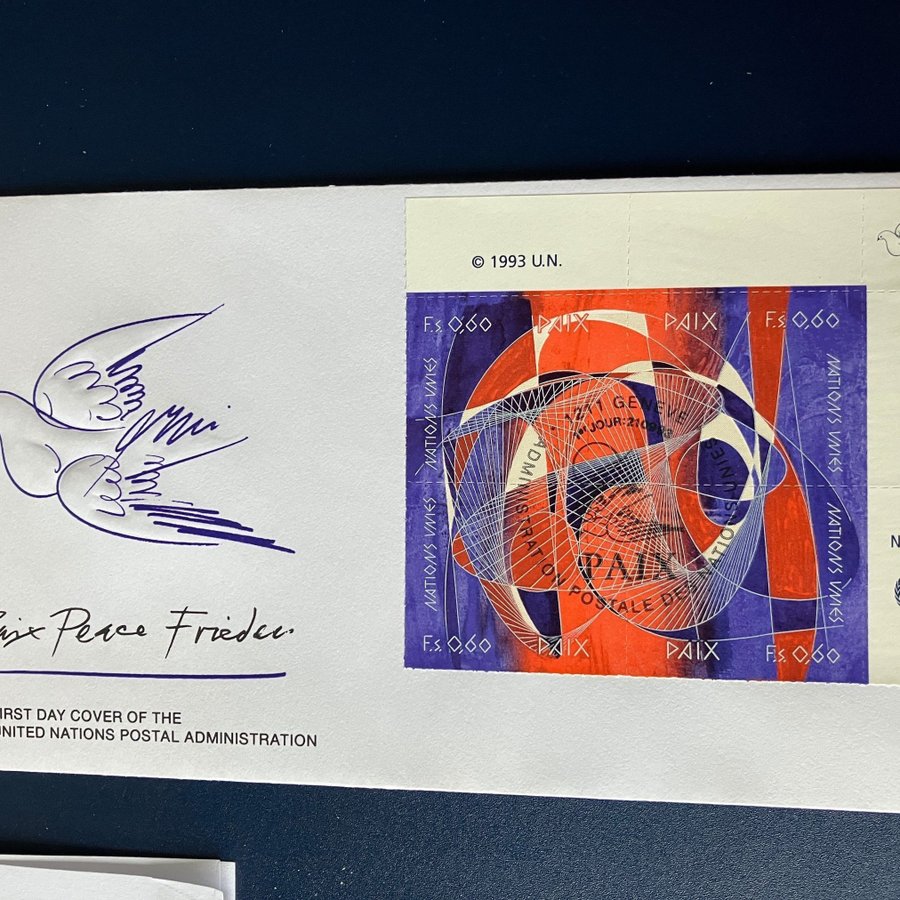 © 1993 U.N.
F.s 0,60 PAIX PAIX F.s 0,60
NATIONS UNIES
NATIONS UNIES
NATIONS UNIES
NATIONS UNIES
F.s 0,60 PAIX PAIX F.s 0,60
1211 GENÈVE
1er JOUR:
ADMINISTRATION POSTALE DES NATIONS UNIES
PAIX
N
Peace Frieden
FIRST DAY COVER OF THE
UNITED NATIONS POSTAL ADMINISTRATION